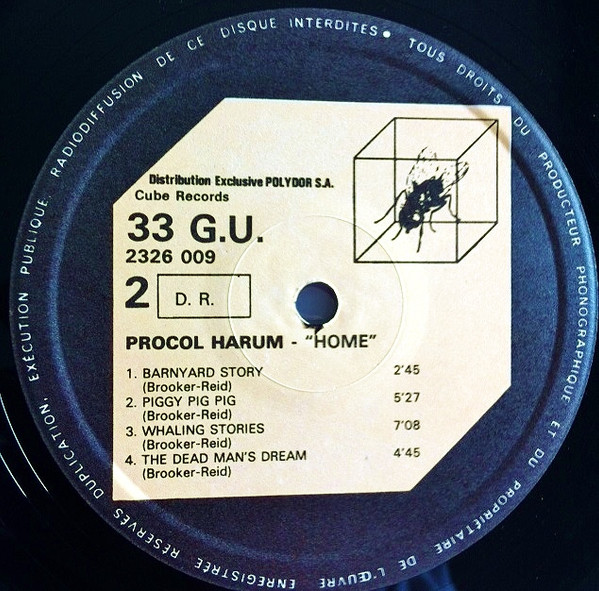 TOUS DROITS DU PRODUCTEUR PHONOGRAPHIQUE ET DU PROPRIÉTAIRE DE L'ŒUVRE ENREGISTRÉE RÉSERVÉS DUPLICATION, EXÉCUTION PUBLIQUE, RADIODIFFUSION DE CE DISQUE INTERDITES●
Distribution Exclusive POLYDOR S.A.
Cube Records
33 G.U.
2326 009
2 D. R.
PROCOL HARUM - "HOME"
1. BARNYARD STORY 2'45
(Brooker-Reid)
2. PIGGY PIG PIG 5'27
(Brooker-Reid)
3. WHALING STORIES 7'08
(Brooker-Reid)
4. THE DEAD MAN'S DREAM 4'45
(Brooker-Reid)